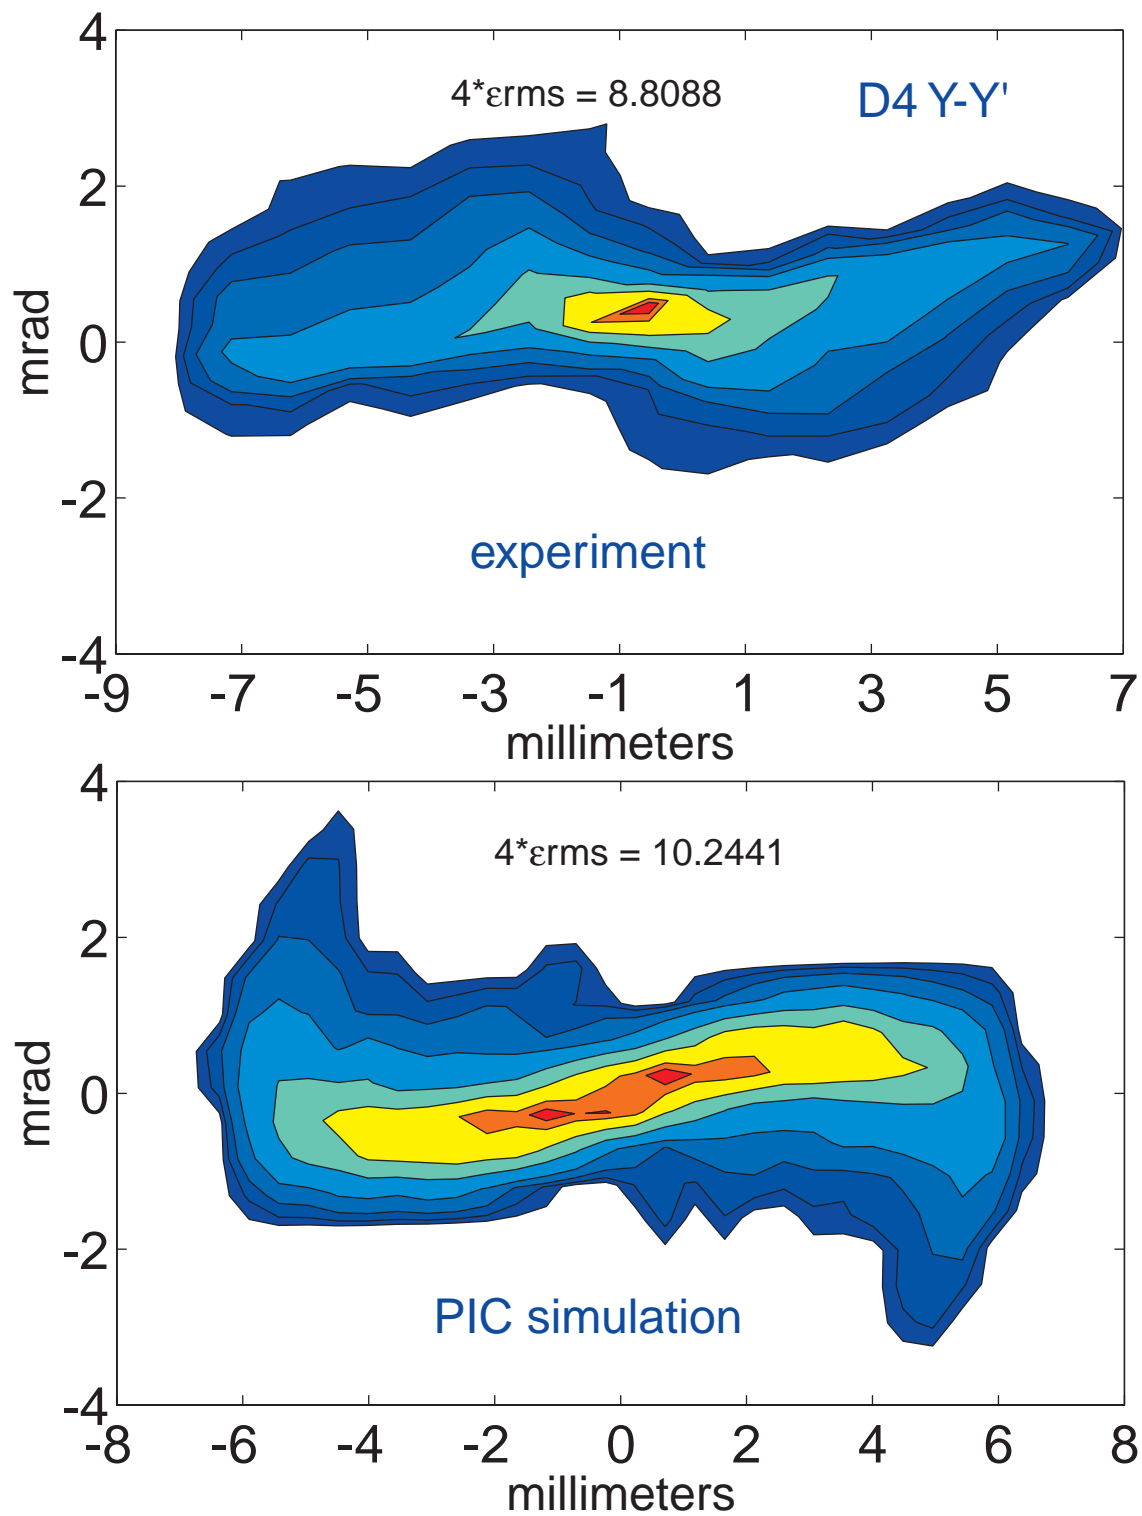 4
4*εrms = 8.8088
D4 Y-Y'
2
mrad
0
-2
experiment
-4
-9 -7 -5 -3 -1 1 3 5 7
millimeters
4
4*εrms = 10.2441
2
mrad
0
-2
PIC simulation
-4
-8 -6 -4 -2 0 2 4 6 8
millimeters